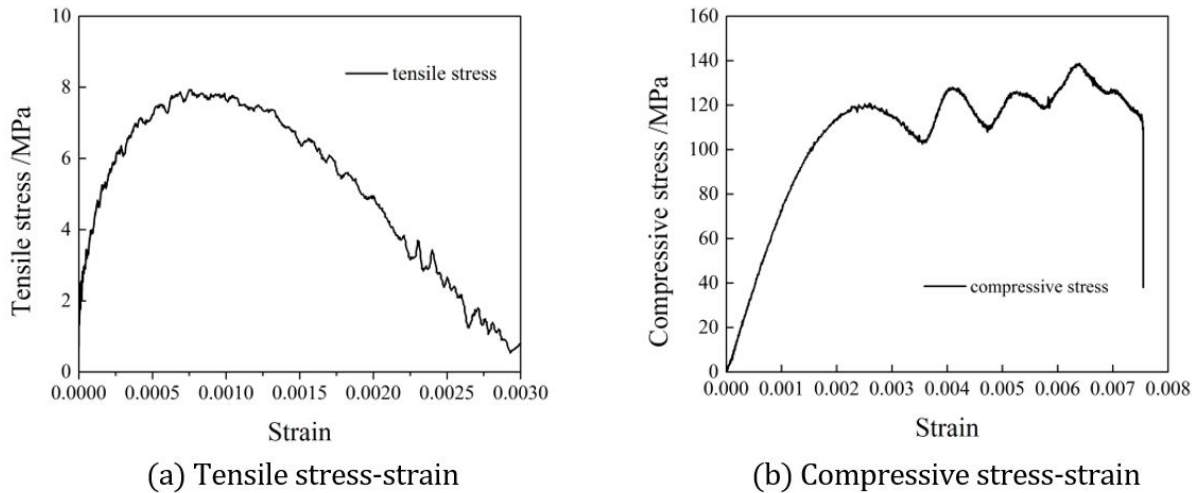 10
8
6
4
2
0
Tensile stress /MPa
tensile stress
0.0000 0.0005 0.0010 0.0015 0.0020 0.0025 0.0030
Strain
(a) Tensile stress-strain
160
140
120
100
80
60
40
20
0
Compressive stress /MPa
compressive stress
0.000 0.001 0.002 0.003 0.004 0.005 0.006 0.007 0.008
Strain
(b) Compressive stress-strain